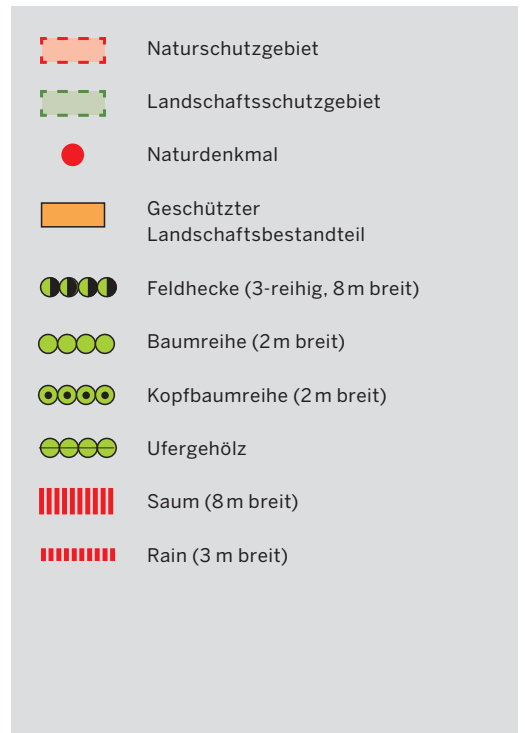 Naturschutzgebiet
Landschaftsschutzgebiet
Naturdenkmal
Geschützter
Landschaftsbestandteil
Feldhecke (3-reihig, 8 m breit)
Baumreihe (2 m breit)
Kopfbaumreihe (2 m breit)
Ufergehölz
Saum (8 m breit)
Rain (3 m breit)